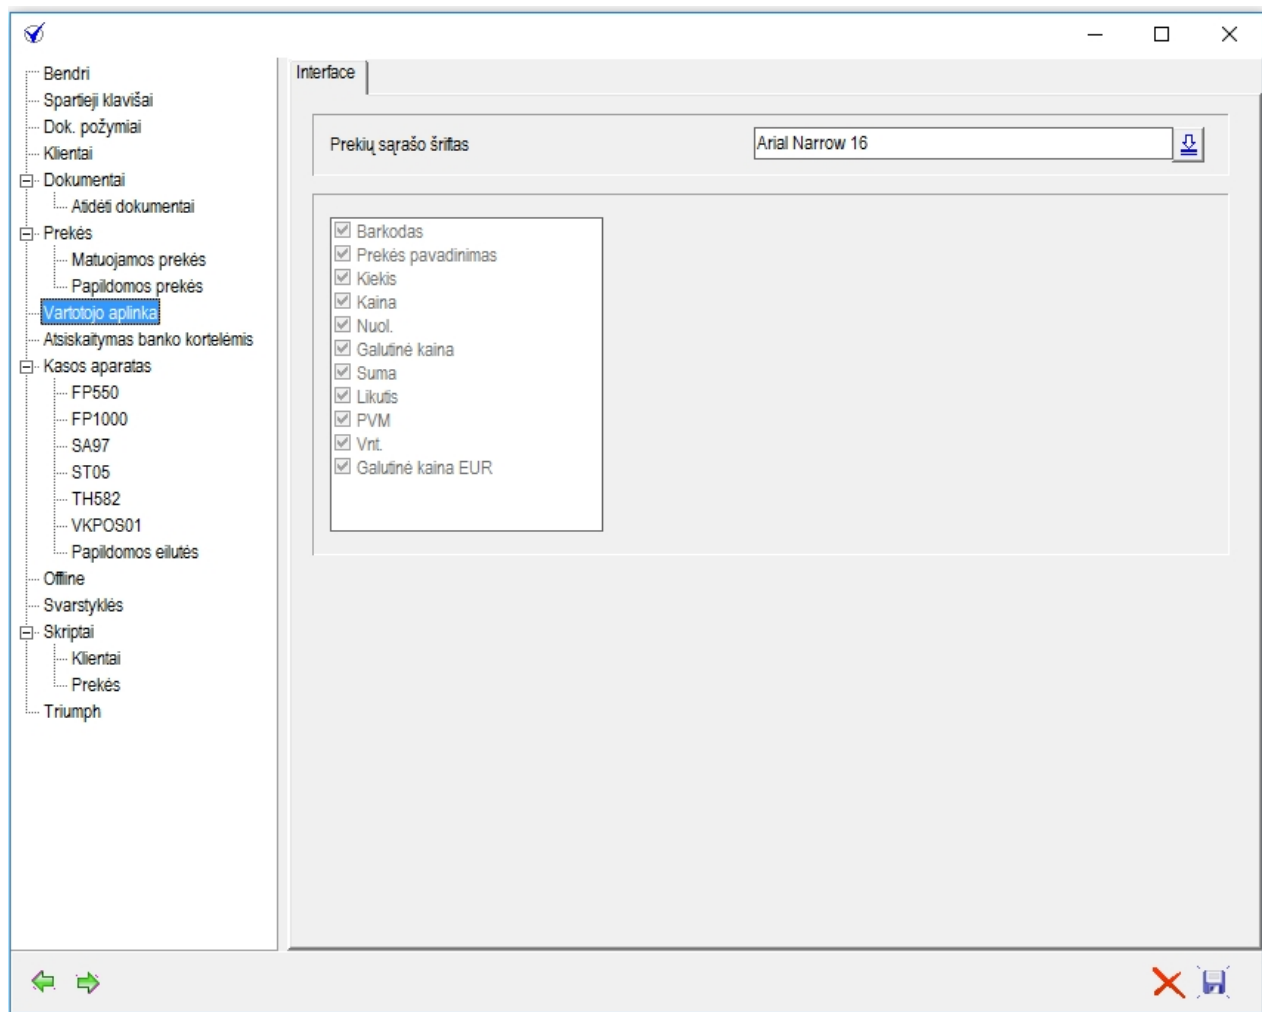 Bendri
Spartieji klavišai
Dok. požymiai
Klientai
Dokumentai
Atidėti dokumentai
Prekės
Matuojamos prekės
Papildomos prekės
Vartotojo aplinka
Atsiskaitymas banko kortelėmis
Kasos aparatas
FP550
FP1000
SA97
ST05
TH582
VKPOS01
Papildomos eilutės
Offline
Svarstyklės
Skriptai
Klientai
Prekės
Triumph
Interface
Prekių sąrašo šriftas
Arial Narrow 16
Barkodas
Prekės pavadinimas
Kiekis
Kaina
Nuol.
Galutinė kaina
Suma
Likutis
PVM
Vnt.
Galutinė kaina EUR